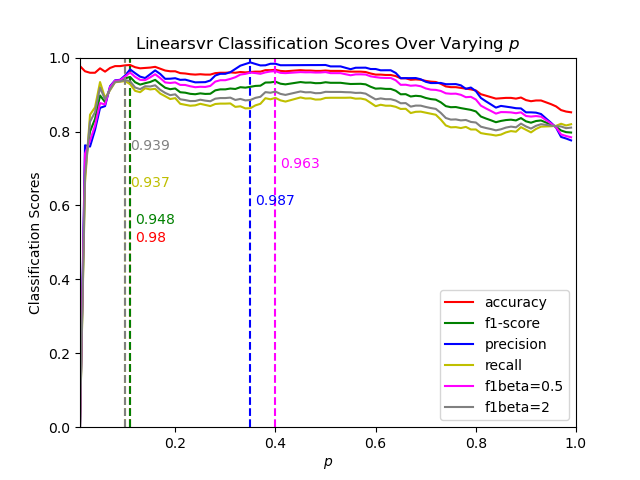 Linearsvr Classification Scores Over Varying p
1.0
0.8
0.6
0.4
0.2
0.0
Classification Scores
0.939
0.963
0.937
0.987
0.948
0.98
accuracy
f1-score
precision
recall
f1beta=0.5
f1beta=2
0.2 0.4 0.6 0.8 1.0
p